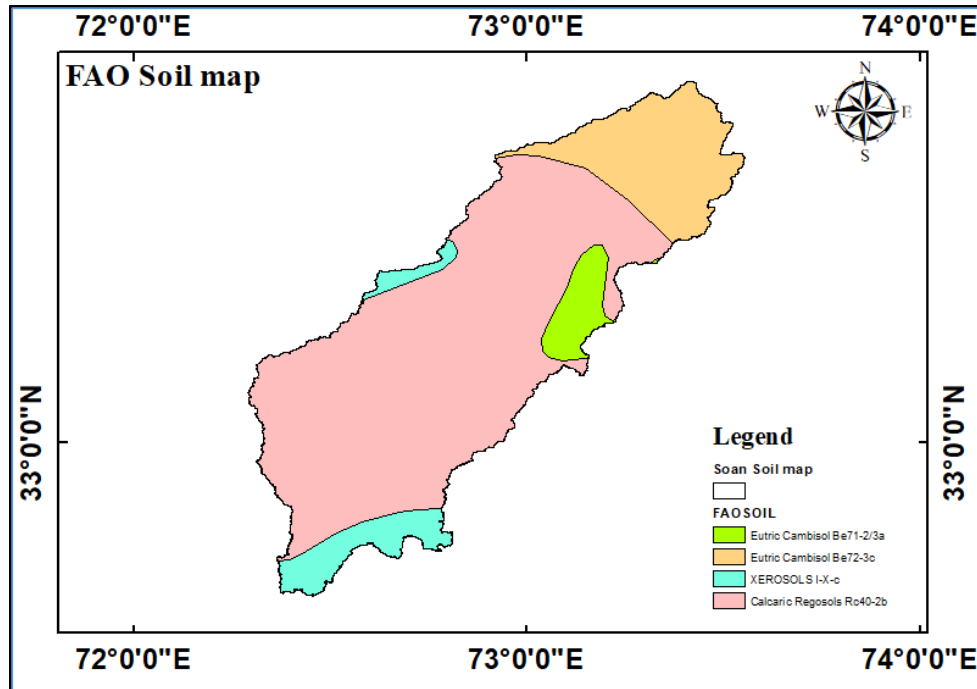 72°0'0"E 73°0'0"E 74°0'0"E
FAO Soil map
N
W E
S
33°0'0"N 33°0'0"N
Legend
Soan Soil map
FAOSOIL
Eutric Cambisol Be71-2/3a
Eutric Cambisol Be72-3c
XEROSOLS I-X-c
Calcaric Regosols Rc40-2b
72°0'0"E 73°0'0"E 74°0'0"E